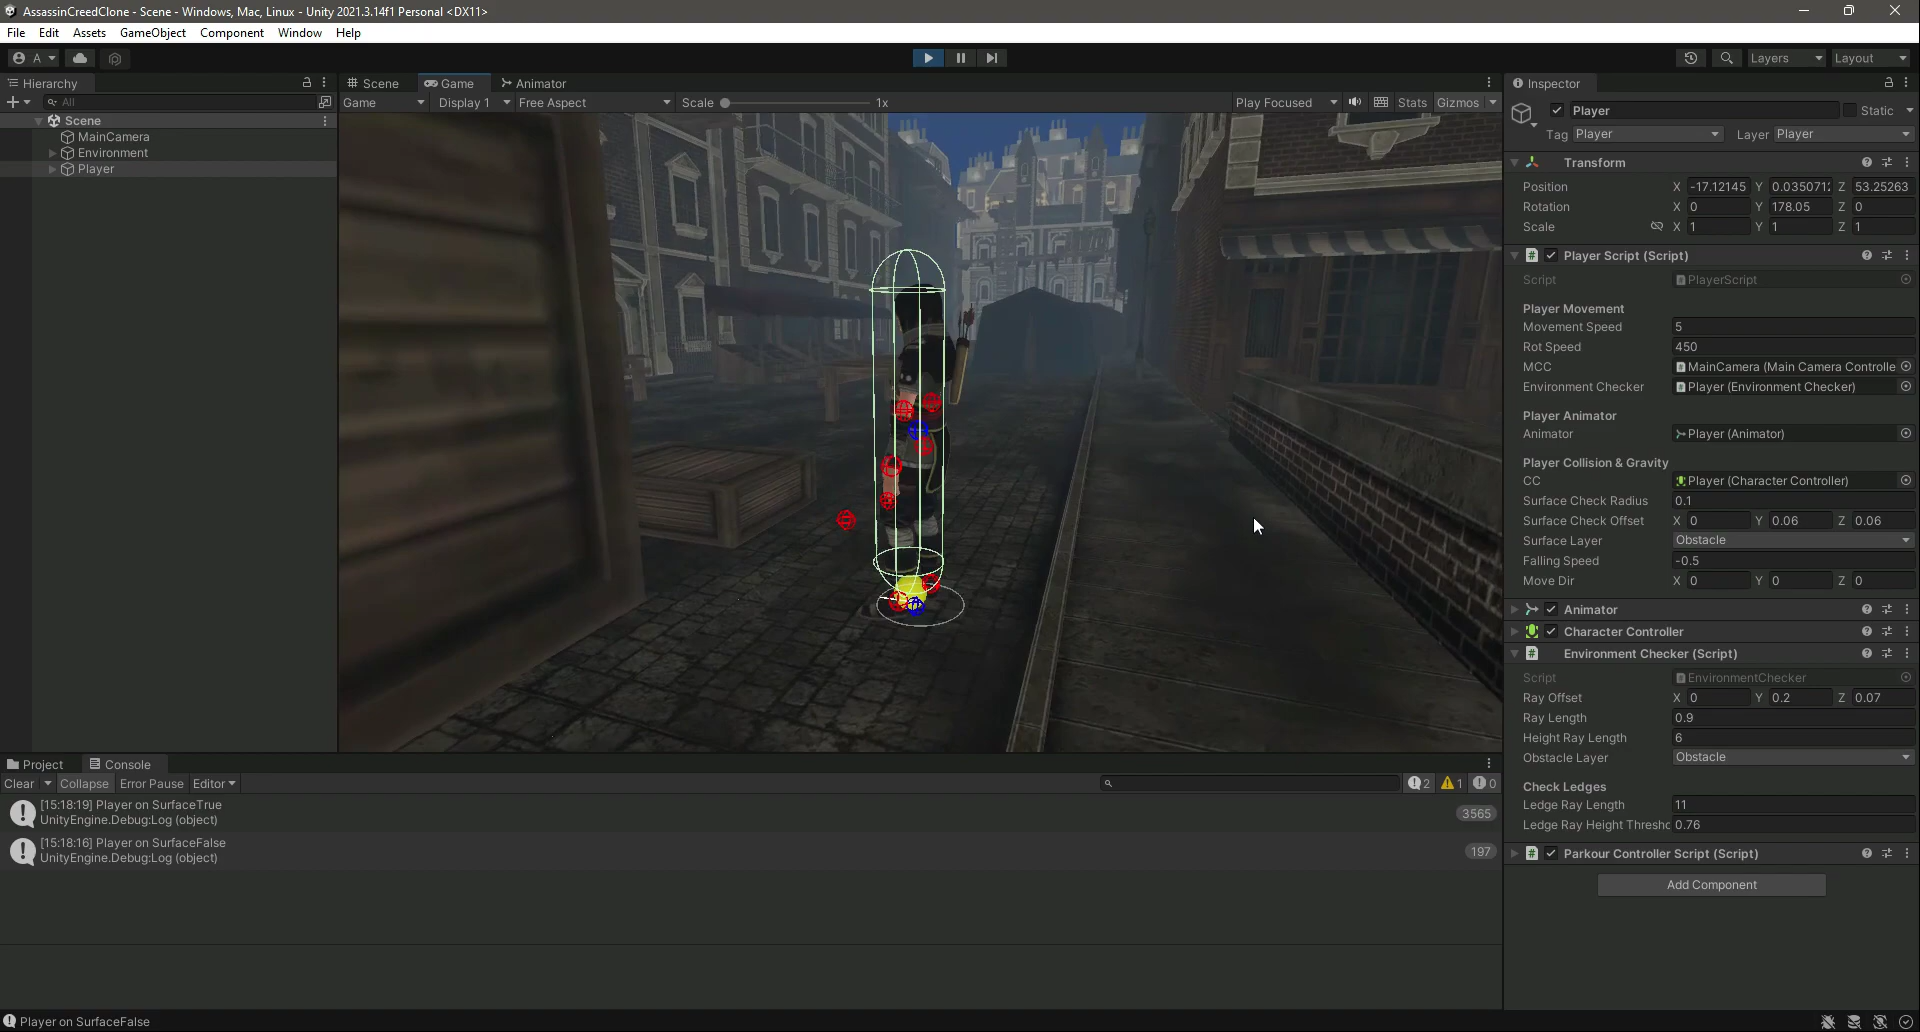 AssassinCreedClone - Scene - Windows, Mac, Linux - Unity 2021.3.14f1 Personal <DX11>
File Edit Assets GameObject Component Window Help
A Layers Layout
Hierarchy
All
Scene
MainCamera
Environment
Player
Scene Game Animator
Game Display 1 Free Aspect Scale 1x Play Focused Stats Gizmos
Inspector
Player Static
Tag Player Layer Player
Transform
Position X -17.12145 Y 0.035071 Z 53.25263
Rotation X 0 Y 178.05 Z 0
Scale X 1 Y 1 Z 1
Player Script (Script)
Script PlayerScript
Player Movement
Movement Speed 5
Rot Speed 450
MCC MainCamera (Main Camera Controlle
Environment Checker Player (Environment Checker)
Player Animator
Animator Player (Animator)
Player Collision & Gravity
CC Player (Character Controller)
Surface Check Radius 0.1
Surface Check Offset X 0 Y 0.06 Z 0.06
Surface Layer Obstacle
Falling Speed -0.5
Move Dir X 0 Y 0 Z 0
Animator
Character Controller
Environment Checker (Script)
Script EnvironmentChecker
Ray Offset X 0 Y 0.2 Z 0.07
Ray Length 0.9
Height Ray Length 6
Obstacle Layer Obstacle
Check Ledges
Ledge Ray Length 11
Ledge Ray Height Thresho 0.76
Parkour Controller Script (Script)
Add Component
Project Console
Clear Collapse Error Pause Editor 2 1 0
[15:18:19] Player on SurfaceTrue
UnityEngine.Debug:Log (object)
3565
[15:18:16] Player on SurfaceFalse
UnityEngine.Debug:Log (object)
197
Player on SurfaceFalse